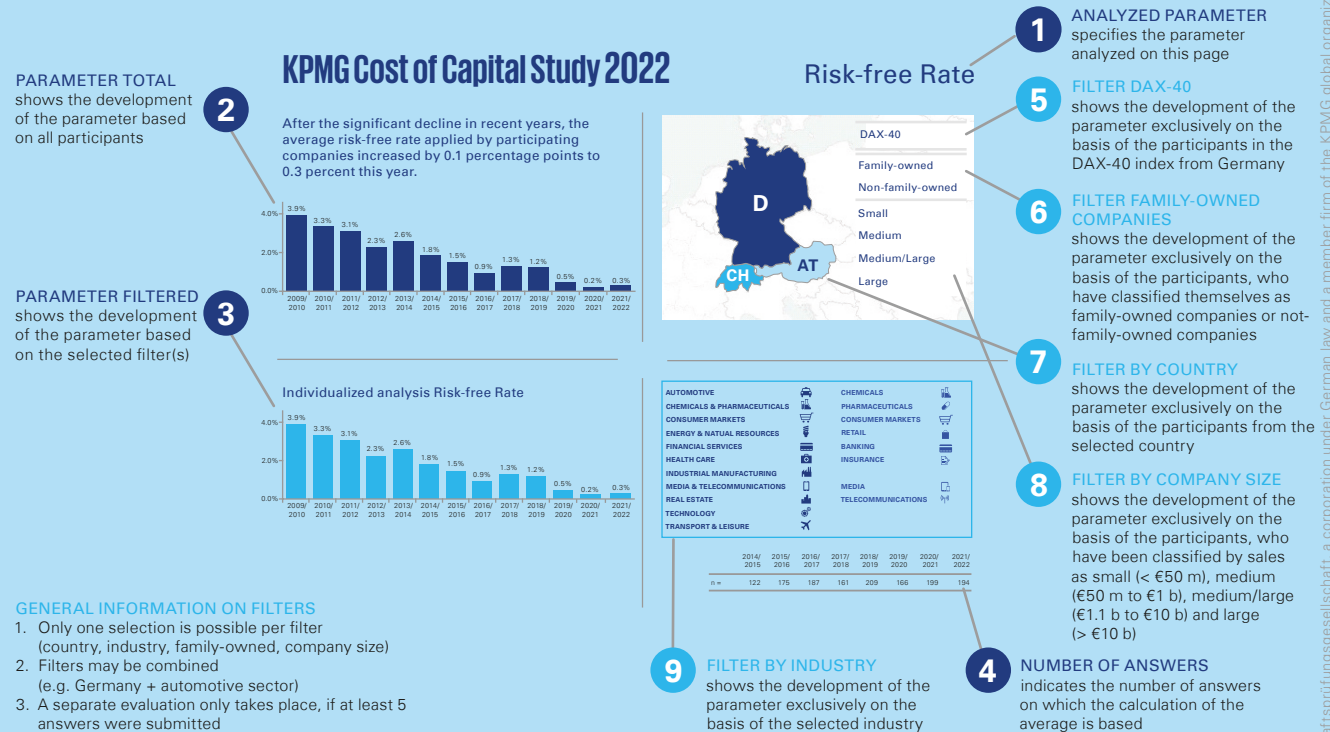 KPMG Cost of Capital Study 2022
Risk-free Rate
1
ANALYZED PARAMETER
specifies the parameter
analyzed on this page
PARAMETER TOTAL
shows the development
of the parameter based
on all participants
2
After the significant decline in recent years, the
average risk-free rate applied by participating
companies increased by 0.1 percentage points to
0.3 percent this year.
4.0%
2.0%
0.0%
3.9% 3.3% 3.1% 2.3% 2.6% 1.8% 1.5% 0.9% 1.3% 1.2% 0.5% 0.2% 0.3%
2009/ 2010/ 2011/ 2012/ 2013/ 2014/ 2015/ 2016/ 2017/ 2018/ 2019/ 2020/ 2021/
2010 2011 2012 2013 2014 2015 2016 2017 2018 2019 2020 2021 2022
D
AT
CH
DAX-40
Family-owned
Non-family-owned
Small
Medium
Medium/Large
Large
5
FILTER DAX-40
shows the development of the
parameter exclusively on the
basis of the participants in the
DAX-40 index from Germany
6
FILTER FAMILY-OWNED
COMPANIES
shows the development of the
parameter exclusively on the
basis of the participants, who
have classified themselves as
family-owned companies or not-
family-owned companies
PARAMETER FILTERED
shows the development
of the parameter based
on the selected filter(s)
3
Individualized analysis Risk-free Rate
4.0%
2.0%
0.0%
3.9% 3.3% 3.1% 2.3% 2.6% 1.8% 1.5% 0.9% 1.3% 1.2% 0.5% 0.2% 0.3%
2009/ 2010/ 2011/ 2012/ 2013/ 2014/ 2015/ 2016/ 2017/ 2018/ 2019/ 2020/ 2021/
2010 2011 2012 2013 2014 2015 2016 2017 2018 2019 2020 2021 2022
AUTOMOTIVE CHEMICALS
CHEMICALS & PHARMACEUTICALS PHARMACEUTICALS
CONSUMER MARKETS CONSUMER MARKETS
ENERGY & NATUAL RESOURCES RETAIL
FINANCIAL SERVICES BANKING
HEALTH CARE INSURANCE
INDUSTRIAL MANUFACTURING
MEDIA & TELECOMMUNICATIONS MEDIA
REAL ESTATE TELECOMMUNICATIONS
TECHNOLOGY
TRANSPORT & LEISURE
2014/ 2015/ 2016/ 2017/ 2018/ 2019/ 2020/ 2021/
2015 2016 2017 2018 2019 2020 2021 2022
n = 122 175 187 161 209 166 199 194
7
FILTER BY COUNTRY
shows the development of the
parameter exclusively on the
basis of the participants from the
selected country
8
FILTER BY COMPANY SIZE
shows the development of the
parameter exclusively on the
basis of the participants, who
have been classified by sales
as small (< €50 m), medium
(€50 m to €1 b), medium/large
(€1.1 b to €10 b) and large
(> €10 b)
GENERAL INFORMATION ON FILTERS
1. Only one selection is possible per filter
(country, industry, family-owned, company size)
2. Filters may be combined
(e.g. Germany + automotive sector)
3. A separate evaluation only takes place, if at least 5
answers were submitted
9
FILTER BY INDUSTRY
shows the development of the
parameter exclusively on the
basis of the selected industry
4
NUMBER OF ANSWERS
indicates the number of answers
on which the calculation of the
average is based
a corporation under German law and a member firm of the KPMG global